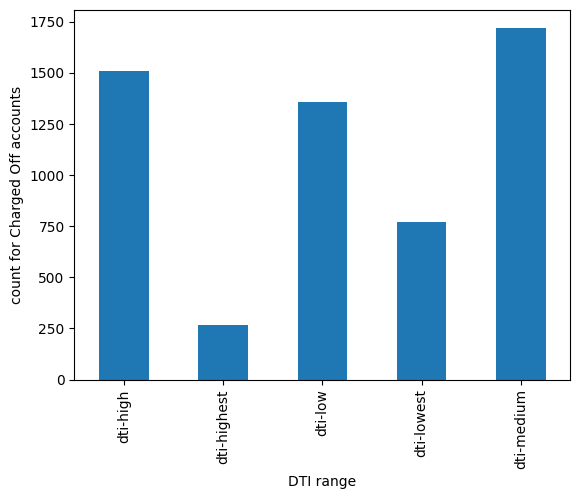 1750
1500
1250
1000
750
500
250
0
count for Charged Off accounts
dti-high
dti-highest
dti-low
dti-lowest
dti-medium
DTI range